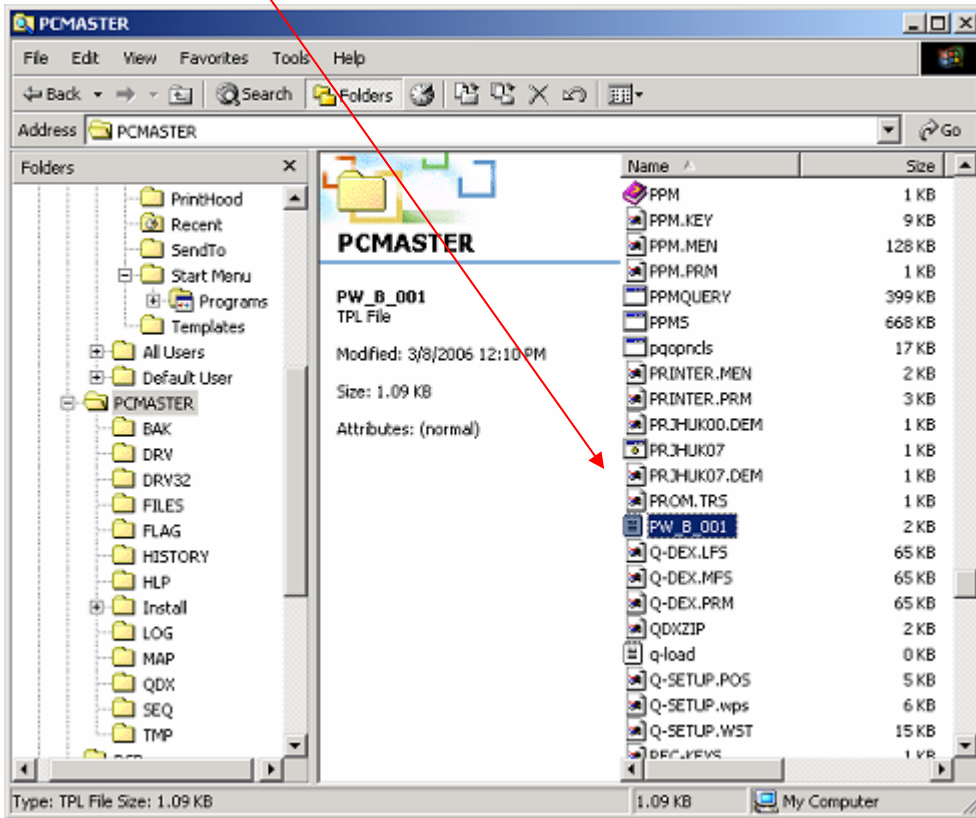 PCMASTER
File Edit View Favorites Tools Help
Back Search Folders
Address PCMASTER Go
Folders
PrintHood
Recent
SendTo
Start Menu
Programs
Templates
All Users
Default User
PCMASTER
BAK
DRV
DRV32
FILES
FLAG
HISTORY
HLP
Install
LOG
MAP
QDX
SEQ
TMP
PCMASTER
PW_B_001
TPL File
Modified: 3/8/2006 12:10 PM
Size: 1.09 KB
Attributes: (normal)
Name Size
PPM 1 KB
PPM.KEY 9 KB
PPM.MEN 128 KB
PPM.PRM 1 KB
PPMQUERY 399 KB
PPMS 668 KB
pqopncls 17 KB
PRINTER.MEN 2 KB
PRINTER.PRM 3 KB
PRJHUK00.DEM 1 KB
PRJHUK07 1 KB
PRJHUK07.DEM 1 KB
PROM.TRS 1 KB
PW_B_001 2 KB
Q-DEX.LFS 65 KB
Q-DEX.MFS 65 KB
Q-DEX.PRM 65 KB
QDXZIP 2 KB
q-load 0 KB
Q-SETUP.POS 5 KB
Q-SETUP.wps 6 KB
Q-SETUP.WST 15 KB
REC-KEYS 1 KB
Type: TPL File Size: 1.09 KB 1.09 KB My Computer